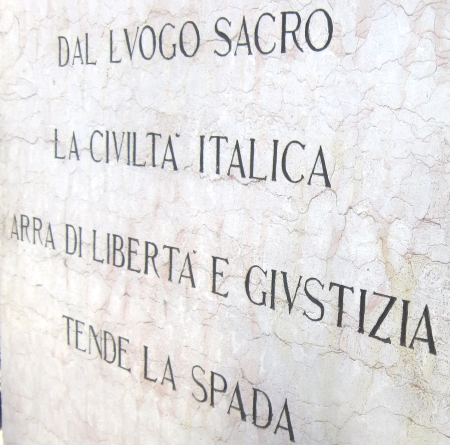 DAL LVOGO SACRO
LA CIVILTÀ ITALICA
ARRA DI LIBERTÀ E GIVSTIZIA
TENDE LA SPADA